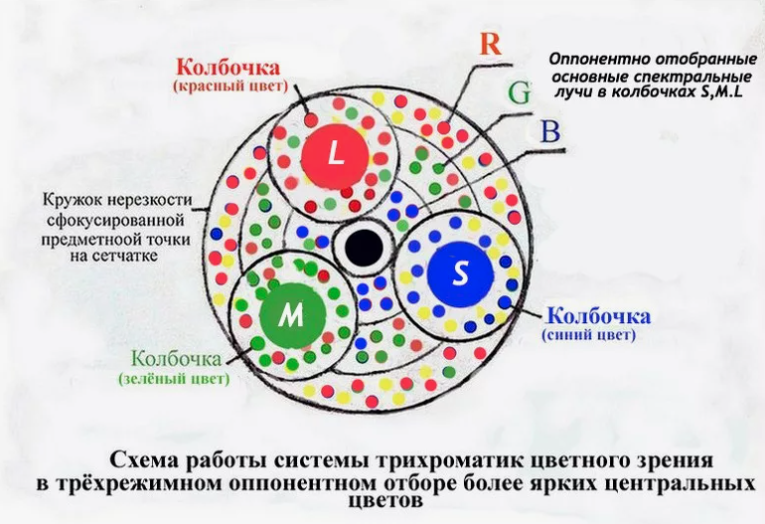 R
Оппонентно отобранные
основные спектральные
лучи в колбочках S,M.L
Колбочка
(красный цвет)
G
B
L
Кружок нерезкости
сфокусированной
предметноой точки
на сетчатке
S
M
Колбочка
(синий цвет)
Колбочка
(зелёный цвет)
Схема работы системы трихроматик цветного зрения
в трёхрежимном оппонентном отборе более ярких центральных
цветов